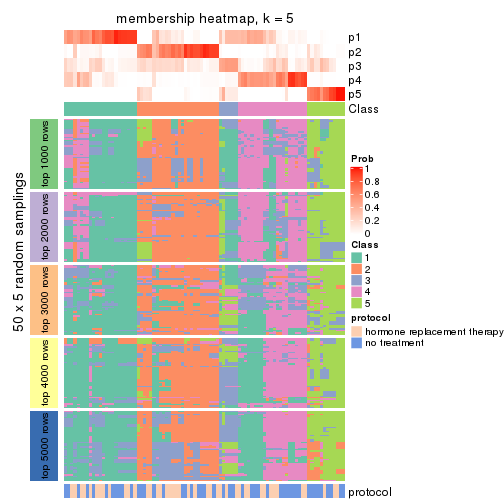 membership heatmap, k = 5
p1
p2
p3
p4
p5
Class
50 x 5 random samplings
top 1000 rows
top 2000 rows
top 3000 rows
top 4000 rows
top 5000 rows
protocol
Prob
1
0.8
0.6
0.4
0.2
0
Class
1
2
3
4
5
protocol
hormone replacement therapy
no treatment